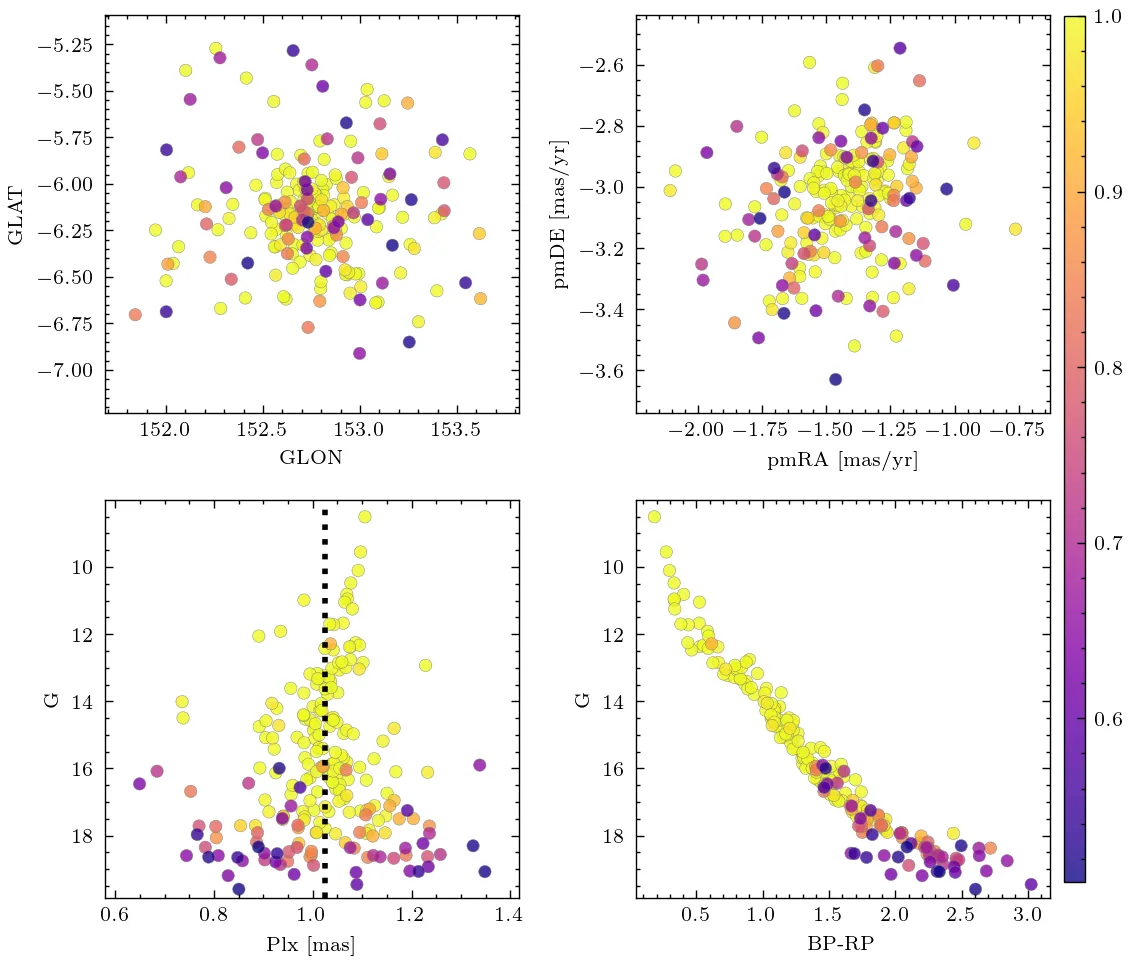 −5.25
−5.50
−5.75
−6.00
−6.25
−6.50
−6.75
−7.00
GLAT
152.0 152.5 153.0 153.5
GLON
−2.6
−2.8
−3.0
−3.2
−3.4
−3.6
pmDE [mas/yr]
−2.00 −1.75 −1.50 −1.25 −1.00 −0.75
pmRA [mas/yr]
10
12
14
16
18
G
0.6 0.8 1.0 1.2 1.4
Plx [mas]
10
12
14
16
18
G
0.5 1.0 1.5 2.0 2.5 3.0
BP-RP
1.0
0.9
0.8
0.7
0.6